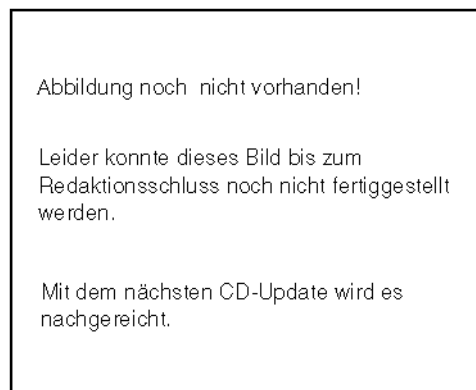 Abbildung noch nicht vorhanden!
Leider konnte dieses Bild bis zum
Redaktionsschluss noch nicht fertiggestellt
werden.
Mit dem nächsten CD-Update wird es
nachgereicht.